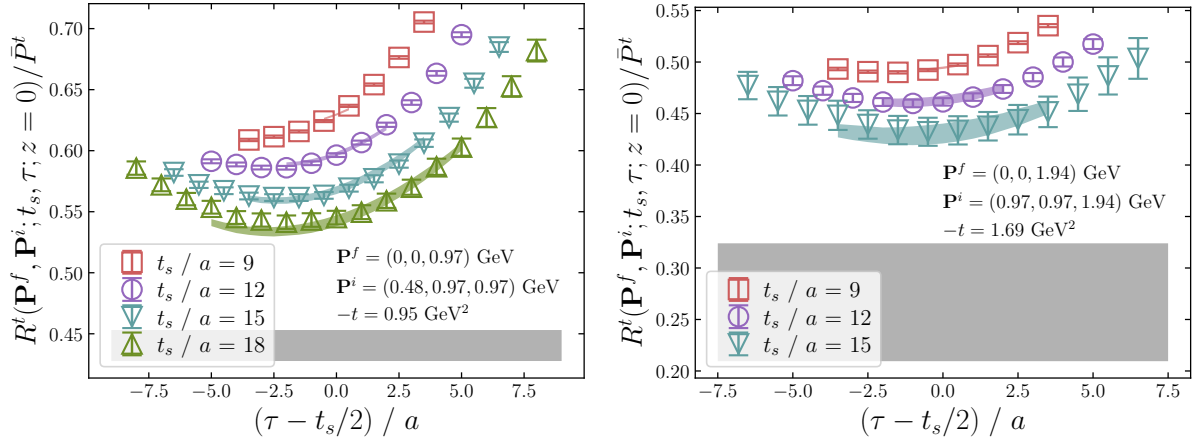 R^t(P^f, P^i; t_s, τ; z = 0)/P̄^t
0.70
0.65
0.60
0.55
0.50
0.45
t_s / a = 9
t_s / a = 12
t_s / a = 15
t_s / a = 18
P^f = (0, 0, 0.97) GeV
P^i = (0.48, 0.97, 0.97) GeV
−t = 0.95 GeV²
−7.5 −5.0 −2.5 0.0 2.5 5.0 7.5
(τ − t_s/2) / a
R^t(P^f, P^i; t_s, τ; z = 0)/P̄^t
0.55
0.50
0.45
0.40
0.35
0.30
0.25
0.20
P^f = (0, 0, 1.94) GeV
P^i = (0.97, 0.97, 1.94) GeV
−t = 1.69 GeV²
t_s / a = 9
t_s / a = 12
t_s / a = 15
−7.5 −5.0 −2.5 0.0 2.5 5.0 7.5
(τ − t_s/2) / a